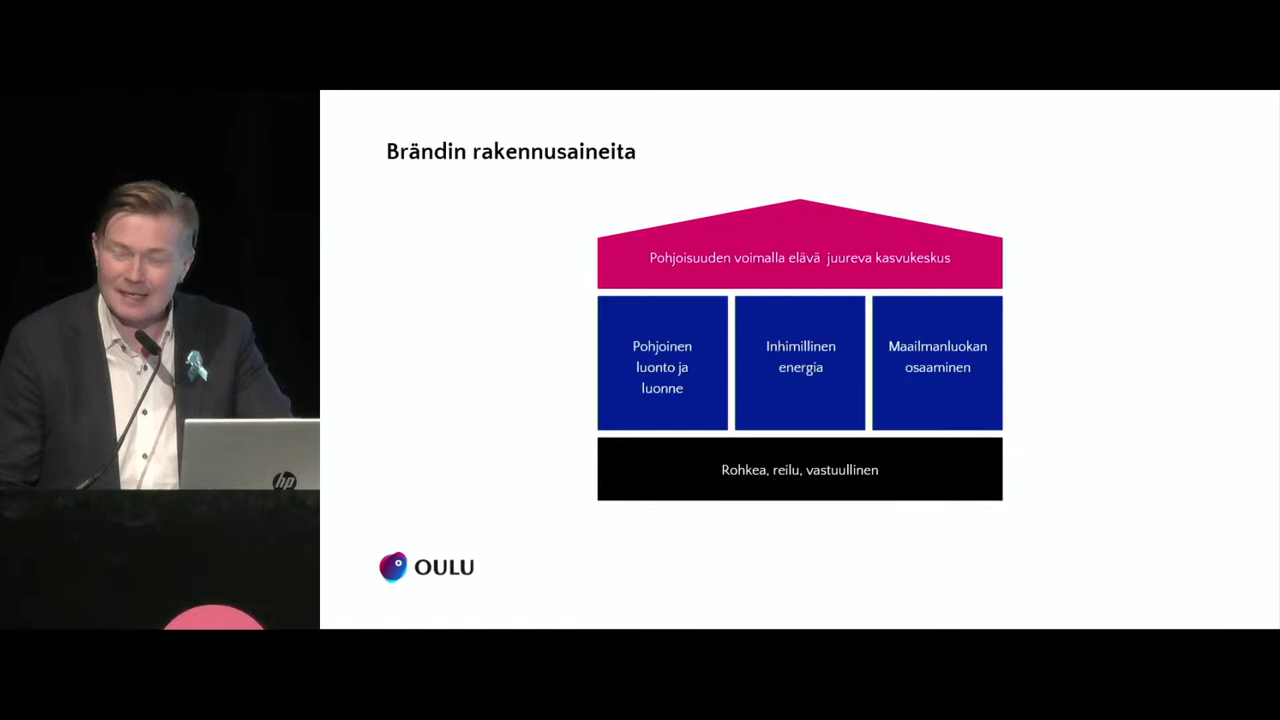 Brändin rakennusaineita
Pohjoisuuden voimalla elävä juureva kasvukeskus
Pohjoinen
luonto ja
luonne
Inhimillinen
energia
Maailmanluokan
osaaminen
Rohkea, reilu, vastuullinen
OULU
hp